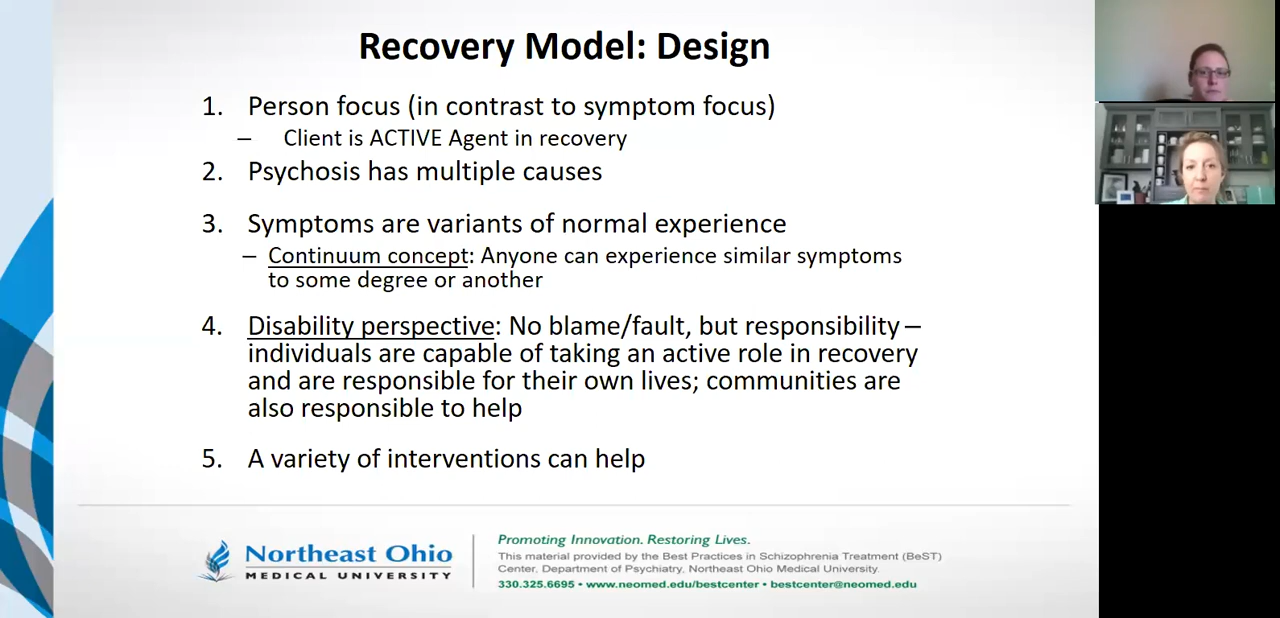 Recovery Model: Design
1. Person focus (in contrast to symptom focus)
– Client is ACTIVE Agent in recovery
2. Psychosis has multiple causes
3. Symptoms are variants of normal experience
– Continuum concept: Anyone can experience similar symptoms
to some degree or another
4. Disability perspective: No blame/fault, but responsibility –
individuals are capable of taking an active role in recovery
and are responsible for their own lives; communities are
also responsible to help
5. A variety of interventions can help
Northeast Ohio
MEDICAL UNIVERSITY
Promoting Innovation. Restoring Lives.
This material provided by the Best Practices in Schizophrenia Treatment (BeST)
Center, Department of Psychiatry, Northeast Ohio Medical University.
330.325.6695 • www.neomed.edu/bestcenter • bestcenter@neomed.edu